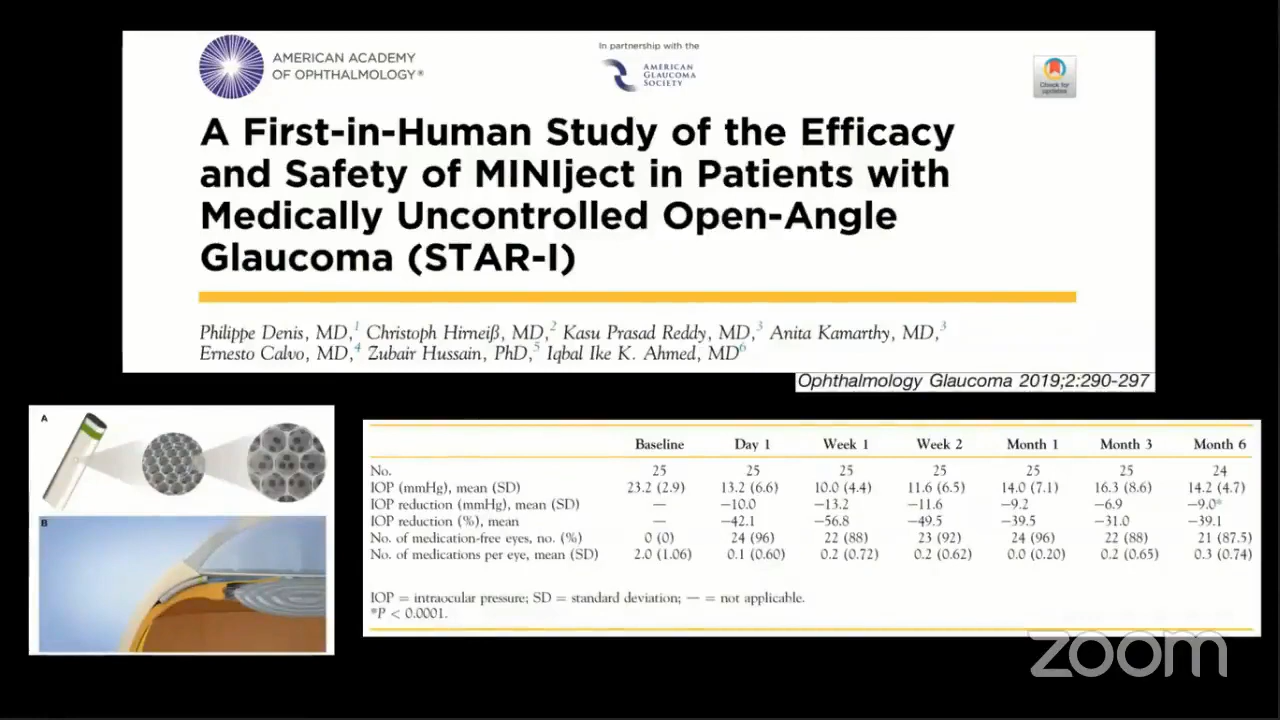 AMERICAN ACADEMY
OF OPHTHALMOLOGY®
In partnership with the
AMERICAN
GLAUCOMA
SOCIETY
Check for
updates
A First-in-Human Study of the Efficacy
and Safety of MINIject in Patients with
Medically Uncontrolled Open-Angle
Glaucoma (STAR-I)
Philippe Denis, MD,1 Christoph Hirneiß, MD,2 Kasu Prasad Reddy, MD,3 Anita Kamarthy, MD,3
Ernesto Calvo, MD,4 Zubair Hussain, PhD,5 Iqbal Ike K. Ahmed, MD6
Ophthalmology Glaucoma 2019;2:290-297
A
B
Baseline Day 1 Week 1 Week 2 Month 1 Month 3 Month 6
No. 25 25 25 25 25 25 24
IOP (mmHg), mean (SD) 23.2 (2.9) 13.2 (6.6) 10.0 (4.4) 11.6 (6.5) 14.0 (7.1) 16.3 (8.6) 14.2 (4.7)
IOP reduction (mmHg), mean (SD) — −10.0 −13.2 −11.6 −9.2 −6.9 −9.0*
IOP reduction (%), mean — −42.1 −56.8 −49.5 −39.5 −31.0 −39.1
No. of medication-free eyes, no. (%) 0 (0) 24 (96) 22 (88) 23 (92) 24 (96) 22 (88) 21 (87.5)
No. of medications per eye, mean (SD) 2.0 (1.06) 0.1 (0.60) 0.2 (0.72) 0.2 (0.62) 0.0 (0.20) 0.2 (0.65) 0.3 (0.74)
IOP = intraocular pressure; SD = standard deviation; — = not applicable.
*P < 0.0001.
zoom